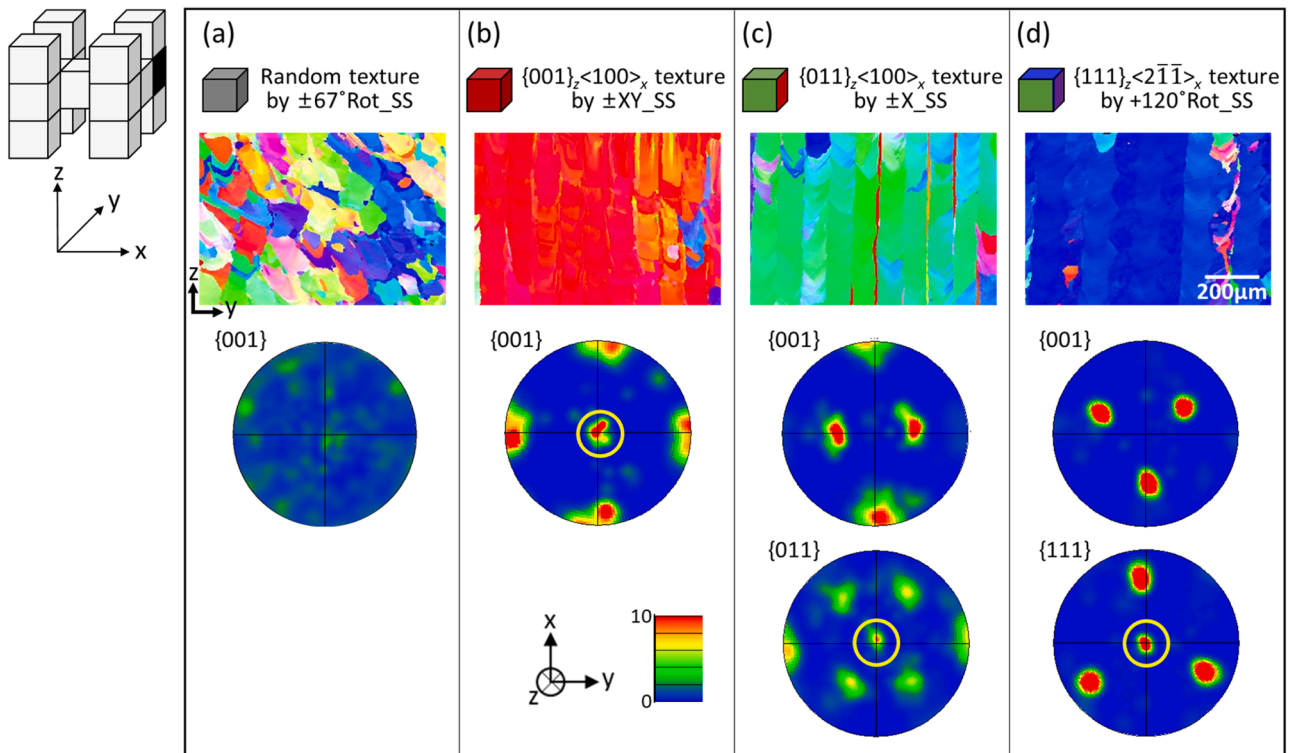 z
y
x
(a)
Random texture
by ±67˚Rot_SS
z
y
{001}
(b)
{001}z<100>x texture
by ±XY_SS
{001}
x
y
z
10
0
(c)
{011}z<100>x texture
by ±X_SS
{001}
{011}
(d)
{111}z<21̄1̄>x texture
by +120˚Rot_SS
200μm
{001}
{111}